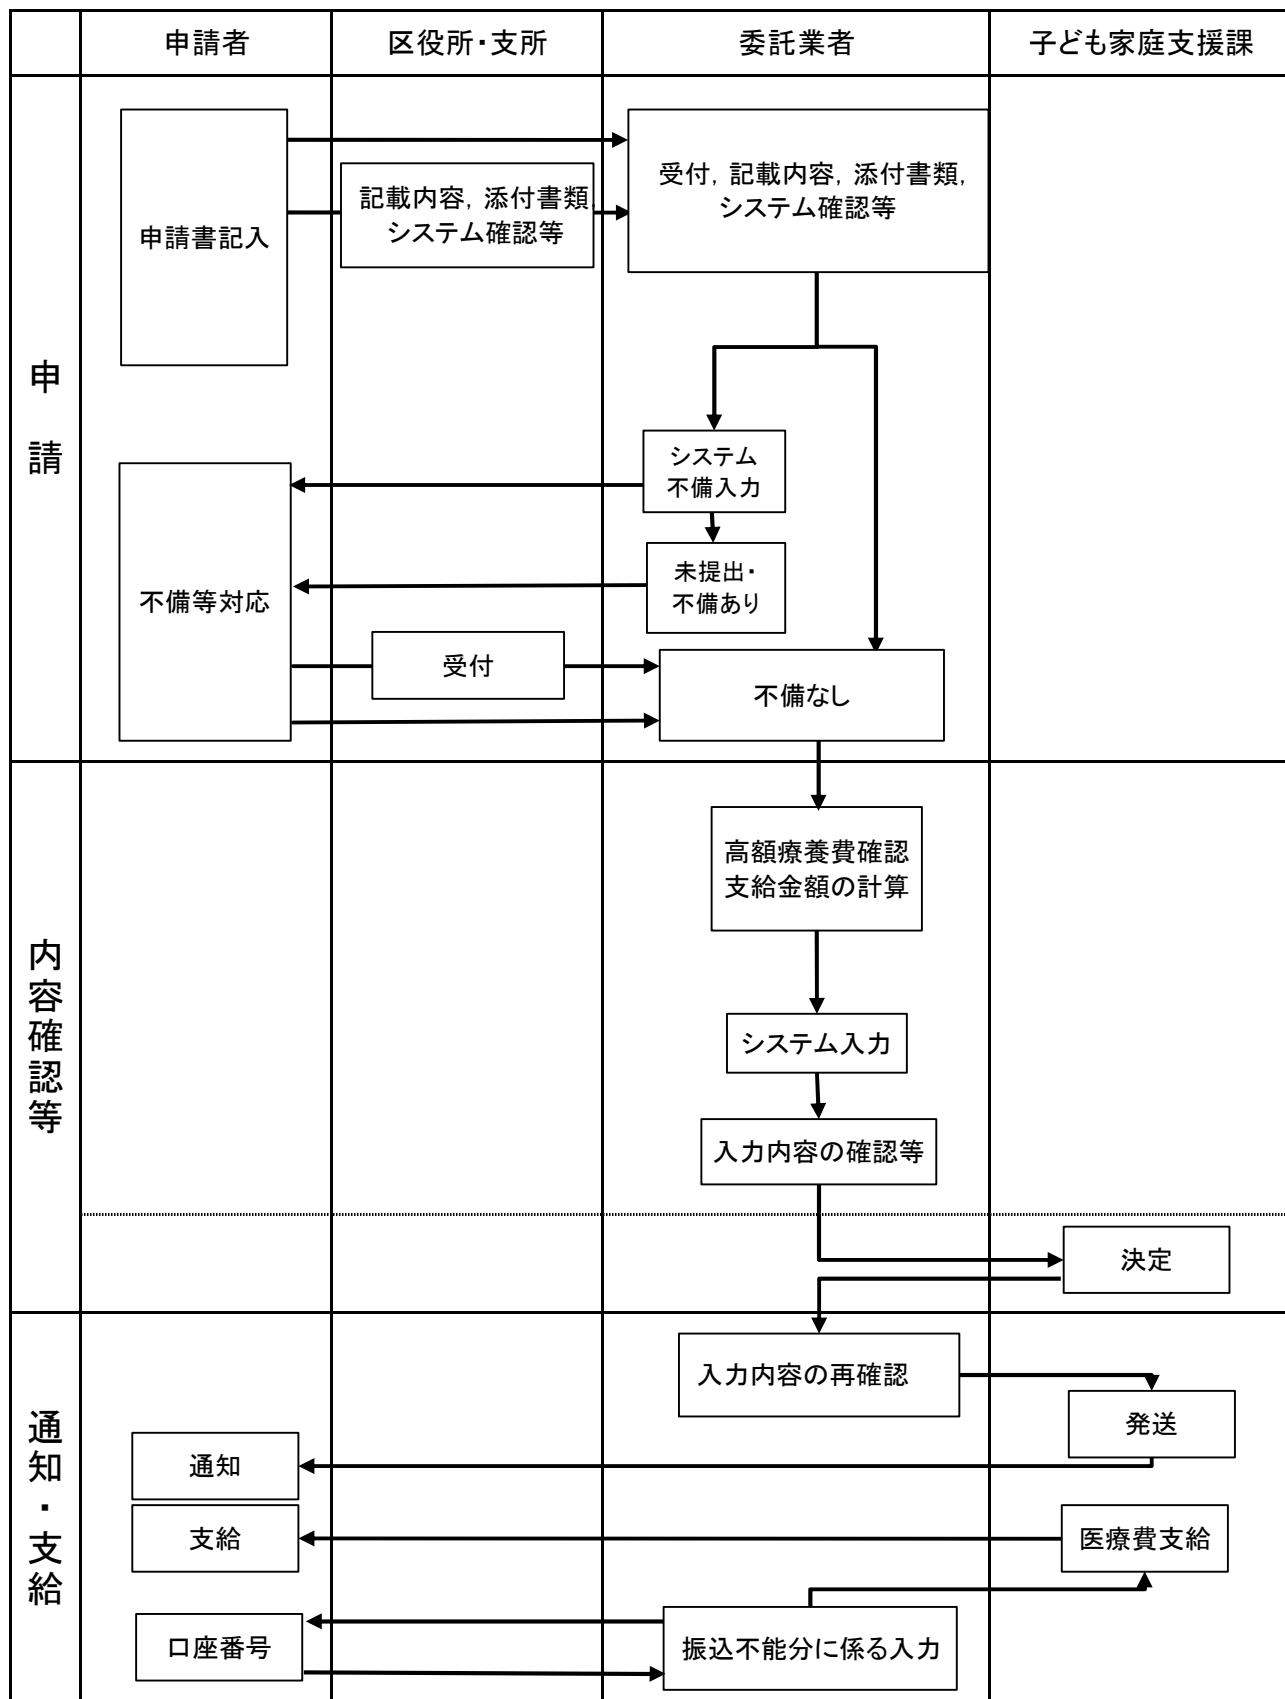 申請者
区役所・支所
委託業者
子ども家庭支援課
申請
申請書記入
記載内容，添付書類，
システム確認等
受付，記載内容，添付書類，
システム確認等
システム
不備入力
未提出・
不備あり
不備等対応
受付
不備なし
内容確認等
高額療養費確認
支給金額の計算
システム入力
入力内容の確認等
決定
通知・支給
入力内容の再確認
発送
通知
支給
医療費支給
口座番号
振込不能分に係る入力